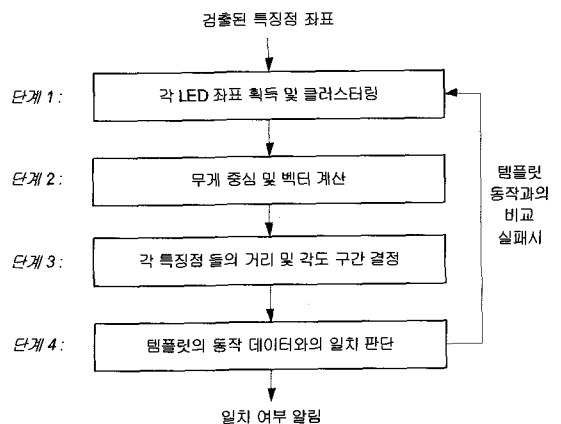 검출된 특징점 좌표
단계 1 :
각 LED 좌표 획득 및 클러스터링
단계 2 :
무게 중심 및 벡터 계산
템플릿
동작과의
비교
실패시
단계 3 :
각 특징점 들의 거리 및 각도 구간 결정
단계 4 :
템플릿의 동작 데이터와의 일치 판단
일치 여부 알림